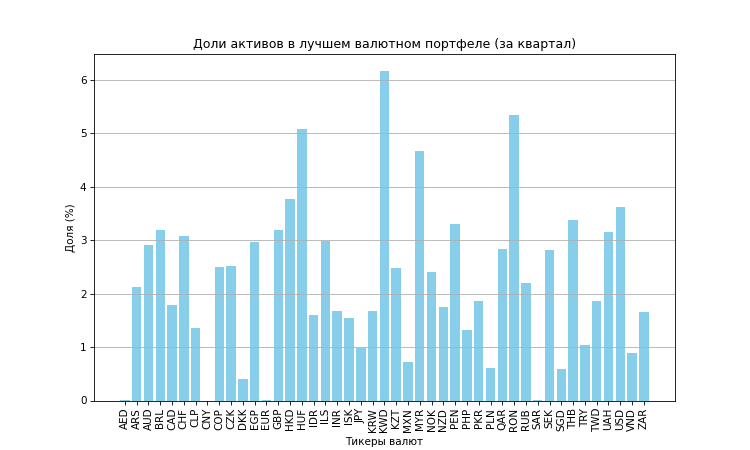 Доли активов в лучшем валютном портфеле (за квартал)
Доля (%)
6
5
4
3
2
1
0
AED ARS AUD BRL CAD CHF CLP CNY COP CZK DKK EGP EUR GBP HKD HUF IDR ILS INR ISK JPY KRW KWD KZT MXN MYR NOK NZD PEN PHP PKR PLN QAR RON RUB SAR SEK SGD THB TRY TWD UAH USD VND ZAR
Тикеры валют